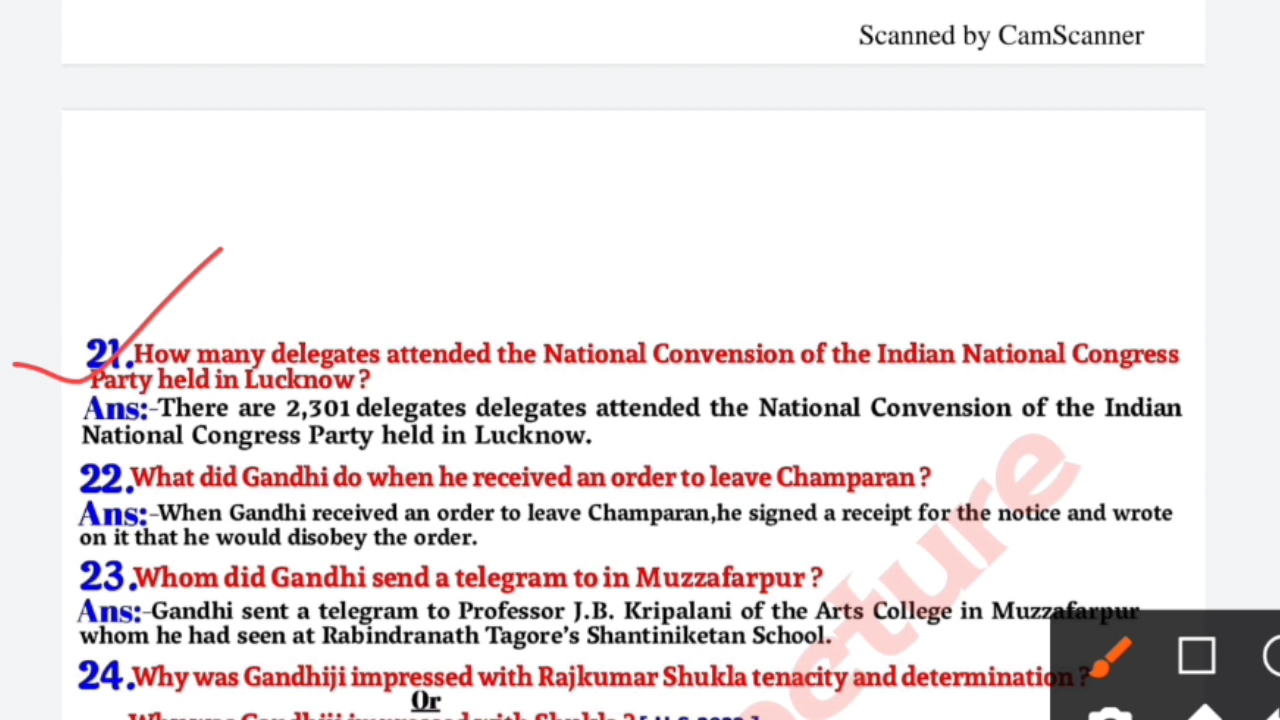 Scanned by CamScanner
21.How many delegates attended the National Convension of the Indian National Congress
Party held in Lucknow?
Ans:-There are 2,301 delegates delegates attended the National Convension of the Indian
National Congress Party held in Lucknow.
22.What did Gandhi do when he received an order to leave Champaran?
Ans:-When Gandhi received an order to leave Champaran,he signed a receipt for the notice and wrote
on it that he would disobey the order.
23.Whom did Gandhi send a telegram to in Muzzafarpur?
Ans:-Gandhi sent a telegram to Professor J.B. Kripalani of the Arts College in Muzzafarpur
whom he had seen at Rabindranath Tagore's Shantiniketan School.
24.Why was Gandhiji impressed with Rajkumar Shukla tenacity and determination?
Or